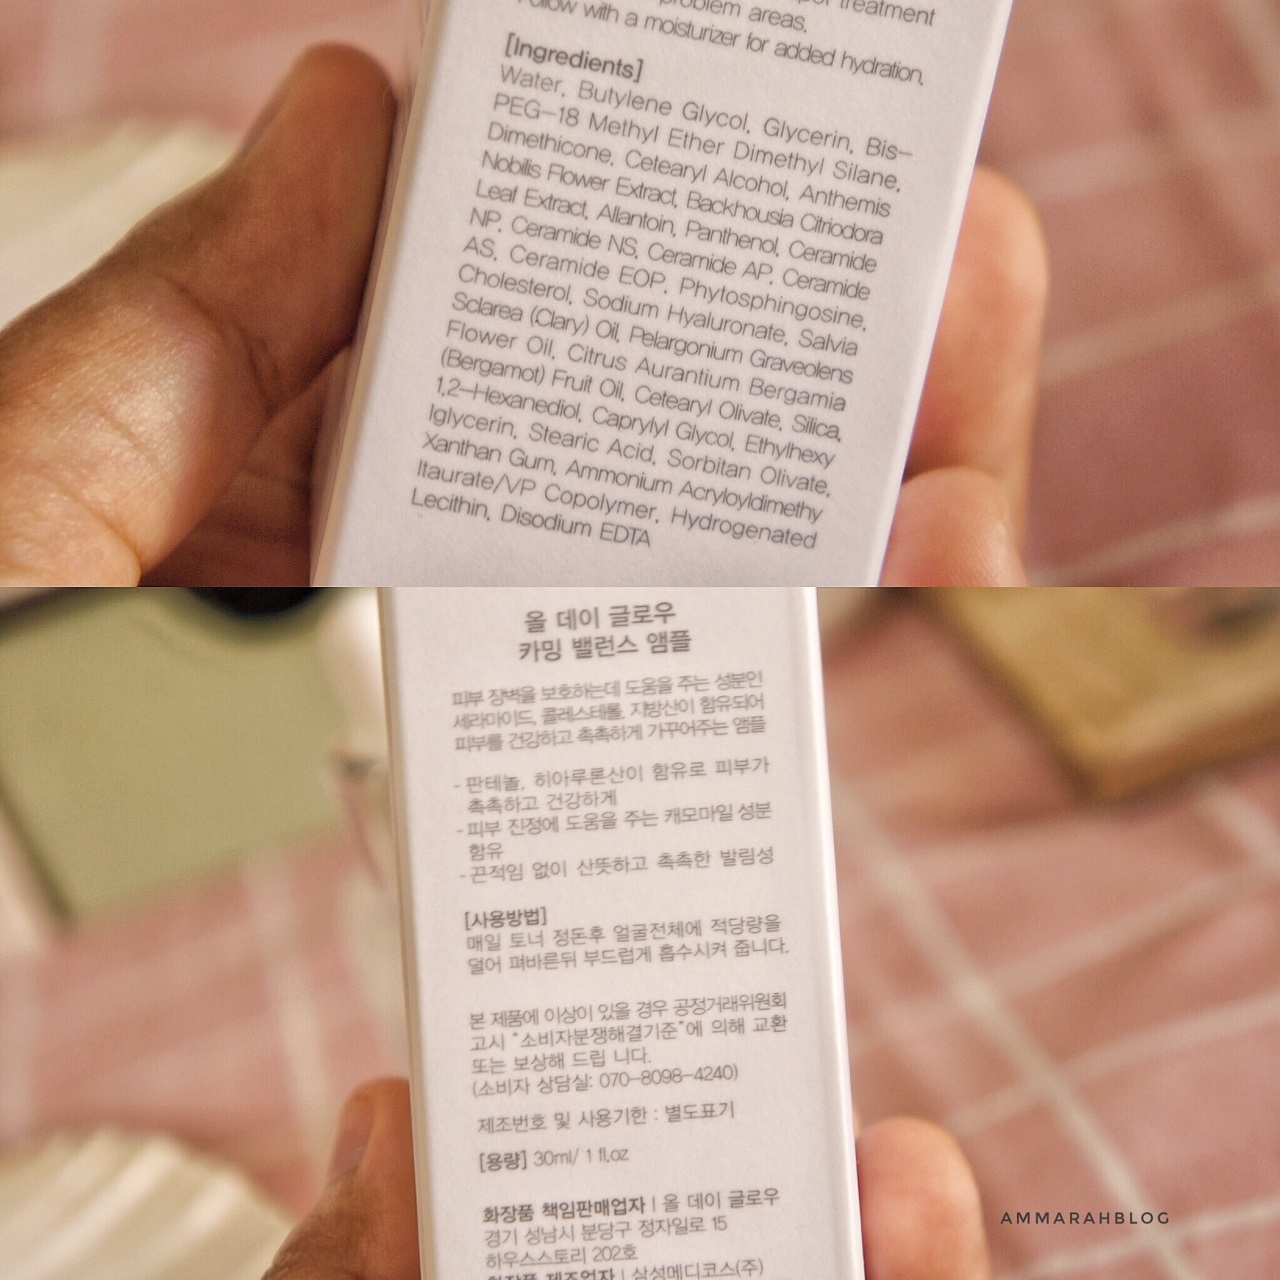 treatment
problem areas.
Follow with a moisturizer for added hydration.
[Ingredients]
Water, Butylene Glycol, Glycerin, Bis-
PEG-18 Methyl Ether Dimethyl Silane,
Dimethicone, Cetearyl Alcohol, Anthemis
Nobilis Flower Extract, Backhousia Citriodora
Leaf Extract, Allantoin, Panthenol, Ceramide
NP, Ceramide NS, Ceramide AP, Ceramide
AS, Ceramide EOP, Phytosphingosine,
Cholesterol, Sodium Hyaluronate, Salvia
Sclarea (Clary) Oil, Pelargonium Graveolens
Flower Oil, Citrus Aurantium Bergamia
(Bergamot) Fruit Oil, Cetearyl Olivate, Silica,
1,2-Hexanediol, Caprylyl Glycol, Ethylhexy
lglycerin, Stearic Acid, Sorbitan Olivate,
Xanthan Gum, Ammonium Acryloyldimethy
ltaurate/VP Copolymer, Hydrogenated
Lecithin, Disodium EDTA
올 데이 글로우
카밍 밸런스 앰플
피부 장벽을 보호하는데 도움을 주는 성분인
세라마이드, 콜레스테롤, 지방산이 함유되어
피부를 건강하고 촉촉하게 가꾸어주는 앰플
- 판테놀, 히아루론산이 함유로 피부가
촉촉하고 건강하게
- 피부 진정에 도움을 주는 캐모마일 성분
함유
- 끈적임 없이 산뜻하고 촉촉한 발림성
[사용방법]
매일 토너 정돈후 얼굴전체에 적당량을
덜어 펴바른뒤 부드럽게 흡수시켜 줍니다.
본 제품에 이상이 있을 경우 공정거래위원회
고시 "소비자분쟁해결기준"에 의해 교환
또는 보상해 드립 니다.
(소비자 상담실: 070-8098-4240)
제조번호 및 사용기한 : 별도표기
[용량] 30ml/ 1 fl.oz
화장품 책임판매업자 | 올 데이 글로우
경기 성남시 분당구 정자일로 15
하우스스토리 202호
화장품 제조업자 | 삼성메디코스(주)
AMMARAHBLOG